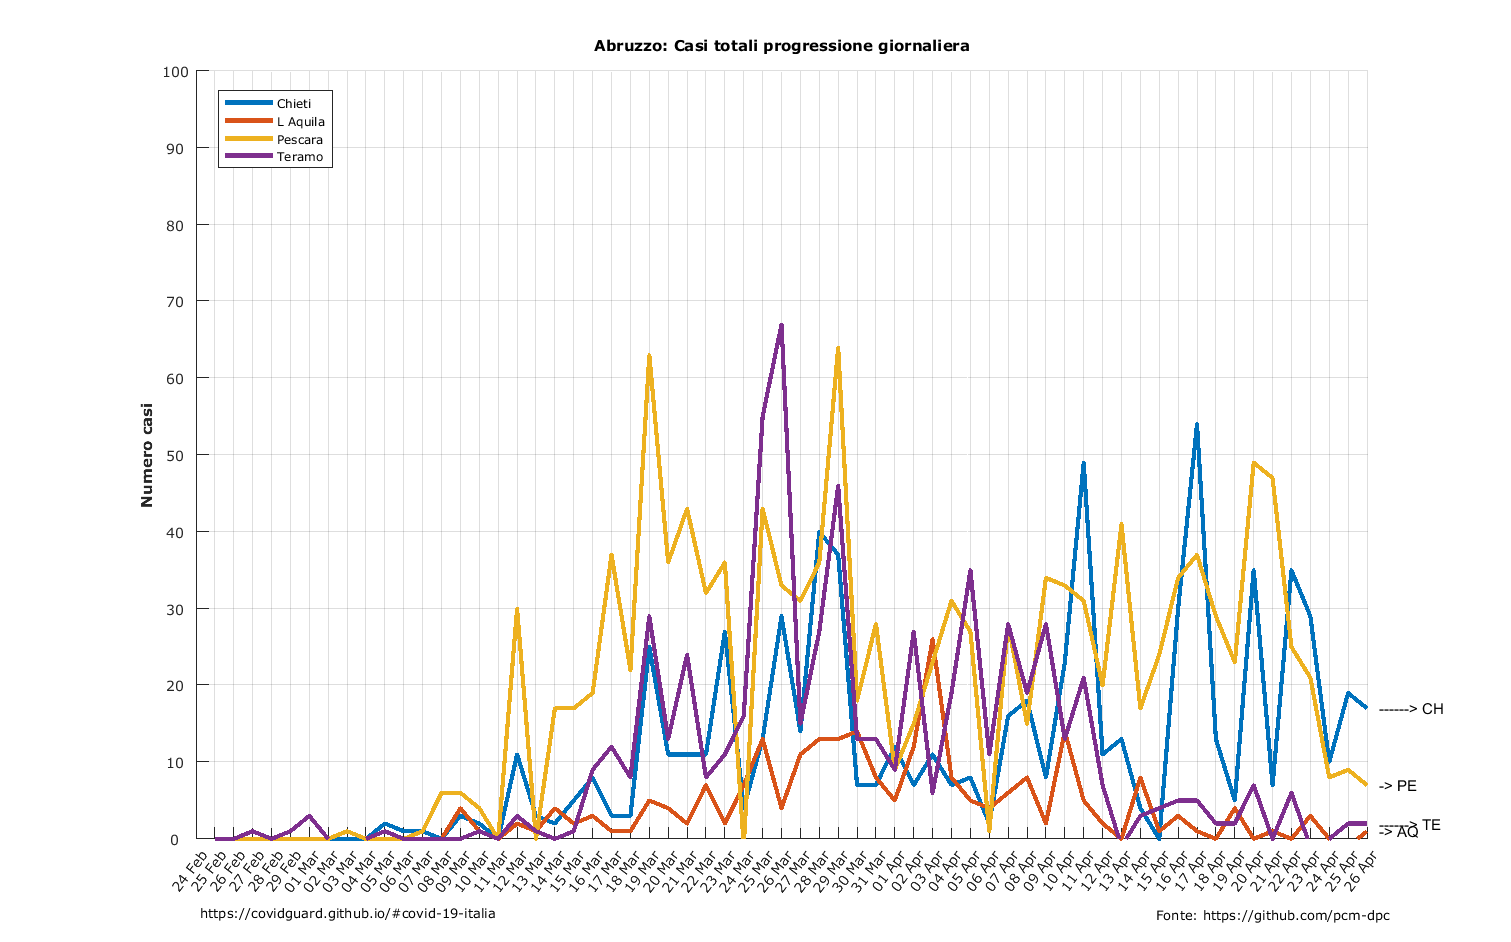 Abruzzo: Casi totali progressione giornaliera
100
90
80
70
60
50
40
30
20
10
0
Numero casi
Chieti
L Aquila
Pescara
Teramo
------> CH
-> PE
------> TE
-> AQ
24 Feb
25 Feb
26 Feb
27 Feb
28 Feb
29 Feb
01 Mar
02 Mar
03 Mar
04 Mar
05 Mar
06 Mar
07 Mar
08 Mar
09 Mar
10 Mar
11 Mar
12 Mar
13 Mar
14 Mar
15 Mar
16 Mar
17 Mar
18 Mar
19 Mar
20 Mar
21 Mar
22 Mar
23 Mar
24 Mar
25 Mar
26 Mar
27 Mar
28 Mar
29 Mar
30 Mar
31 Mar
01 Apr
02 Apr
03 Apr
04 Apr
05 Apr
06 Apr
07 Apr
08 Apr
09 Apr
10 Apr
11 Apr
12 Apr
13 Apr
14 Apr
15 Apr
16 Apr
17 Apr
18 Apr
19 Apr
20 Apr
21 Apr
22 Apr
23 Apr
24 Apr
25 Apr
26 Apr
https://covidguard.github.io/#covid-19-italia
Fonte: https://github.com/pcm-dpc